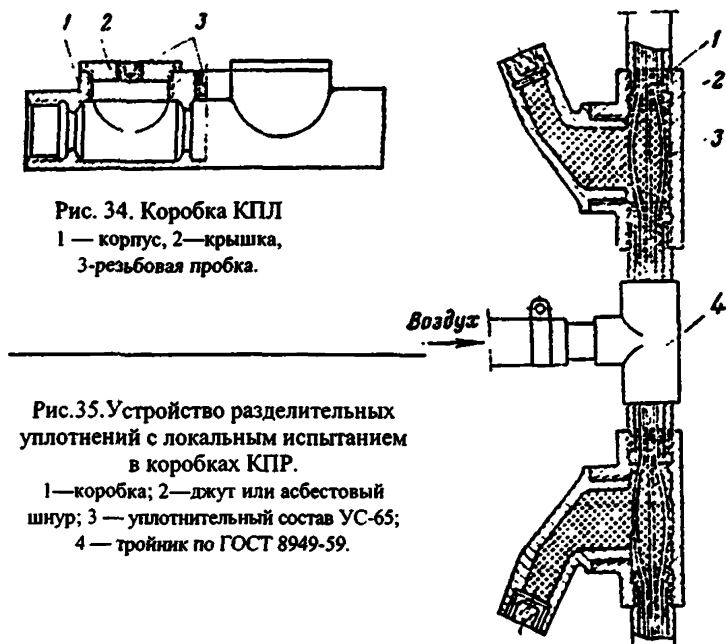 1 2 3
Рис. 34. Коробка КПЛ
1 — корпус, 2—крышка,
3-резьбовая пробка.
Рис.35.Устройство разделительных
уплотнений с локальным испытанием
в коробках КПР.
1—коробка; 2—джут или асбестовый
шнур; 3 — уплотнительный состав УС-65;
4 — тройник по ГОСТ 8949-59.
1
2
3
4
Воздух